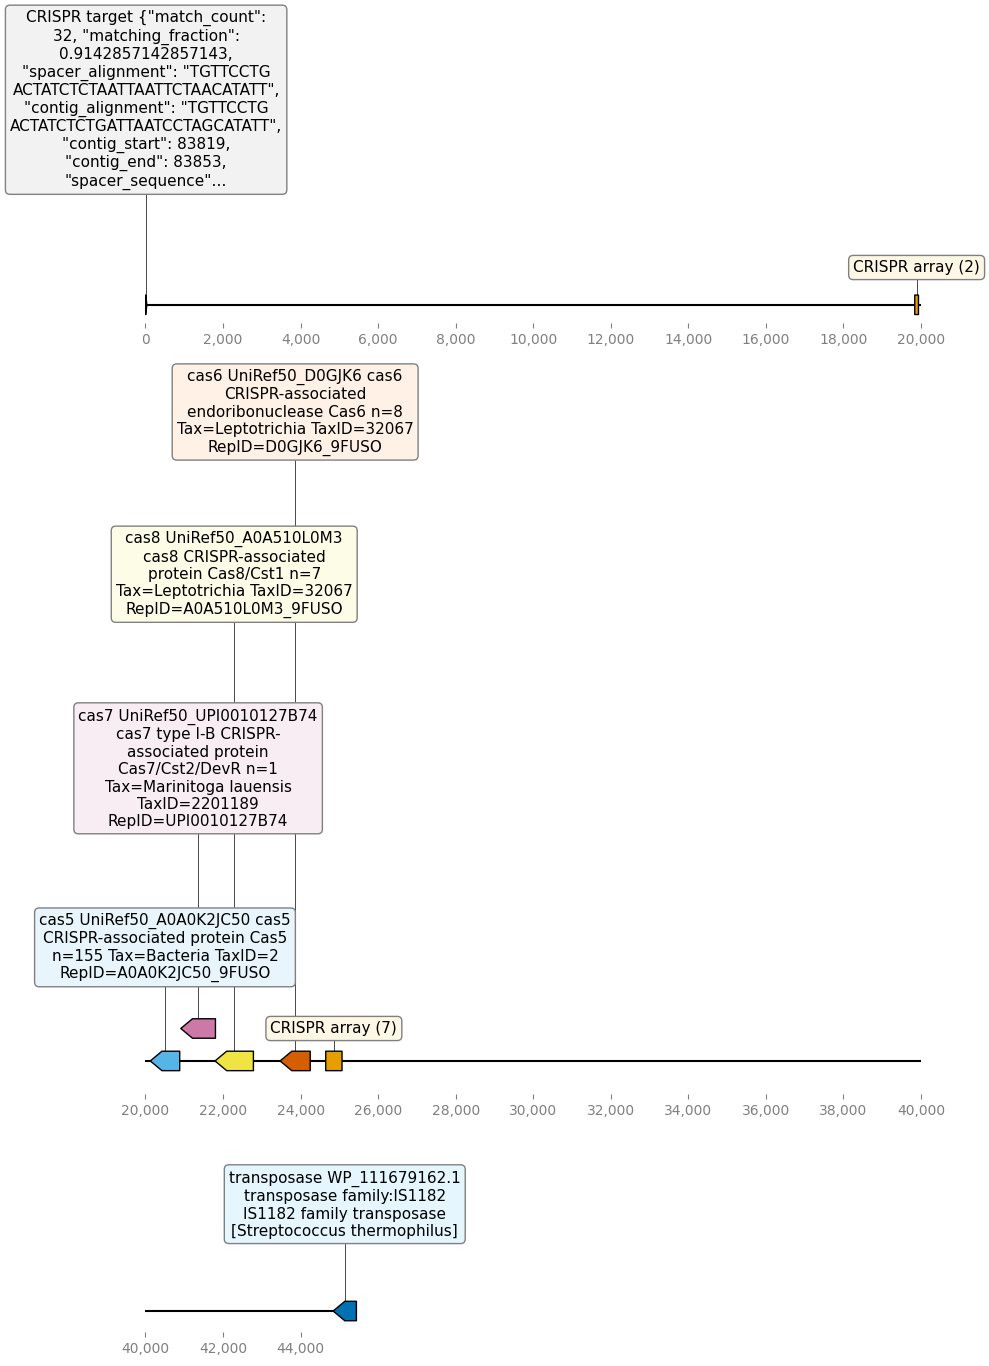 CRISPR target {"match_count":
32, "matching_fraction":
0.9142857142857143,
"spacer_alignment": "TGTTCCTG
ACTATCTCTAATTAATTCTAACATATT",
"contig_alignment": "TGTTCCTG
ACTATCTCTGATTAATCCTAGCATATT",
"contig_start": 83819,
"contig_end": 83853,
"spacer_sequence"...
CRISPR array (2)
0 2,000 4,000 6,000 8,000 10,000 12,000 14,000 16,000 18,000 20,000
cas6 UniRef50_D0GJK6 cas6
CRISPR-associated
endoribonuclease Cas6 n=8
Tax=Leptotrichia TaxID=32067
RepID=D0GJK6_9FUSO
cas8 UniRef50_A0A510L0M3
cas8 CRISPR-associated
protein Cas8/Cst1 n=7
Tax=Leptotrichia TaxID=32067
RepID=A0A510L0M3_9FUSO
cas7 UniRef50_UPI0010127B74
cas7 type I-B CRISPR-
associated protein
Cas7/Cst2/DevR n=1
Tax=Marinitoga lauensis
TaxID=2201189
RepID=UPI0010127B74
cas5 UniRef50_A0A0K2JC50 cas5
CRISPR-associated protein Cas5
n=155 Tax=Bacteria TaxID=2
RepID=A0A0K2JC50_9FUSO
CRISPR array (7)
20,000 22,000 24,000 26,000 28,000 30,000 32,000 34,000 36,000 38,000 40,000
transposase WP_111679162.1
transposase family:IS1182
IS1182 family transposase
[Streptococcus thermophilus]
40,000 42,000 44,000